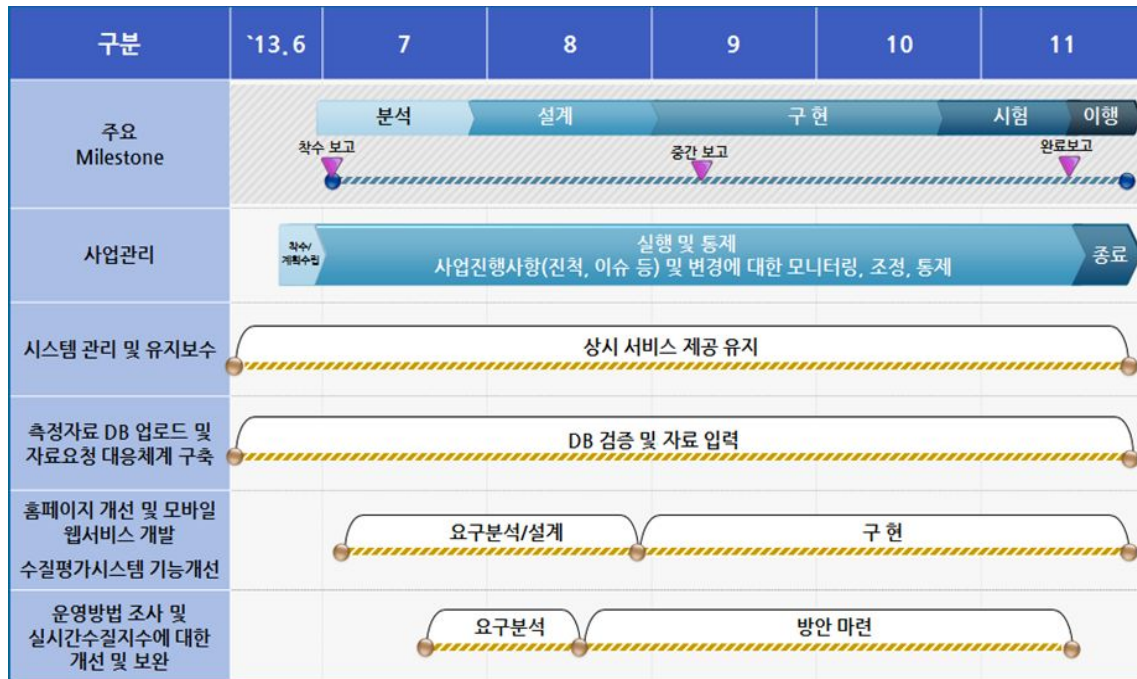 구분
`13.6
7
8
9
10
11
주요
Milestone
분석
설계
구 현
시험
이행
착수 보고
중간 보고
완료보고
사업관리
착수/
계획수립
실행 및 통제
사업진행사항(진척, 이슈 등) 및 변경에 대한 모니터링, 조정, 통제
종료
시스템 관리 및 유지보수
상시 서비스 제공 유지
측정자료 DB 업로드 및
자료요청 대응체계 구축
DB 검증 및 자료 입력
홈페이지 개선 및 모바일
웹서비스 개발
수질평가시스템 기능개선
요구분석/설계
구 현
운영방법 조사 및
실시간수질지수에 대한
개선 및 보완
요구분석
방안 마련